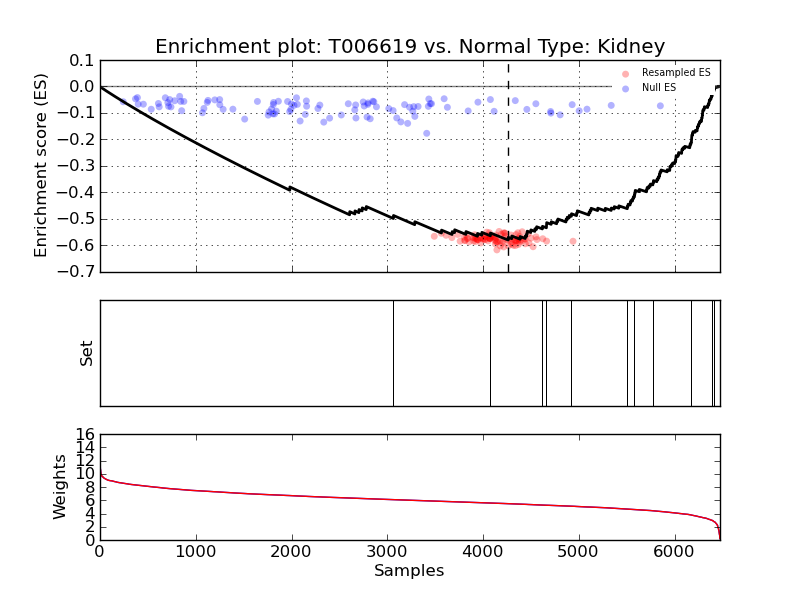 Enrichment plot: T006619 vs. Normal Type: Kidney
Enrichment score (ES)
0.1
0.0
−0.1
−0.2
−0.3
−0.4
−0.5
−0.6
−0.7
Resampled ES
Null ES
Set
Weights
16
14
12
10
8
6
4
2
0
0 1000 2000 3000 4000 5000 6000
Samples